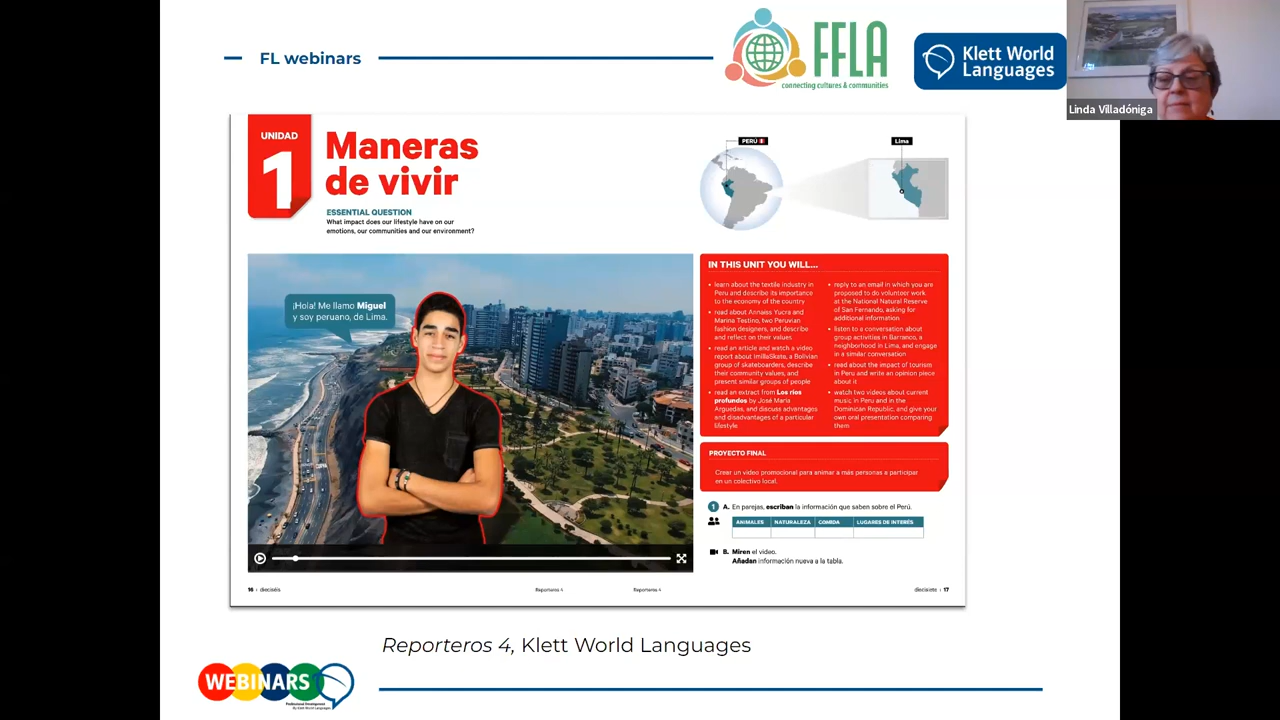 FL webinars
FFLA
connecting cultures & communities
Klett World
Languages
Linda Villadóniga
UNIDAD
1
Maneras
de vivir
ESSENTIAL QUESTION
What impact does our lifestyle have on our
emotions, our communities and our environment?
PERÚ
Lima
¡Hola! Me llamo Miguel
y soy peruano, de Lima.
IN THIS UNIT YOU WILL...
• learn about the textile industry in
Peru and describe its importance
to the economy of the country
• read about Annaiss Yucra and
Marina Testino, two Peruvian
fashion designers, and describe
and reflect on their values
• read an article and watch a video
report about ImillaSkate, a Bolivian
group of skateboarders, describe
their community values, and
present similar groups of people
• read an extract from Los ríos
profundos by José María
Arguedas, and discuss advantages
and disadvantages of a particular
lifestyle
• reply to an email in which you are
proposed to do volunteer work
at the National Natural Reserve
of San Fernando, asking for
additional information
• listen to a conversation about
group activities in Barranco, a
neighborhood in Lima, and engage
in a similar conversation
• read about the impact of tourism
in Peru and write an opinion piece
about it
• watch two videos about current
music in Peru and in the
Dominican Republic, and give your
own oral presentation comparing
them
PROYECTO FINAL
Crear un video promocional para animar a más personas a participar
en un colectivo local.
1 A. En parejas, escriban la información que saben sobre el Perú.
ANIMALES NATURALEZA COMIDA LUGARES DE INTERÉS
B. Miren el video.
Añadan información nueva a la tabla.
16 • dieciséis
Reporteros 4
Reporteros 4
diecisiete • 17
Reporteros 4, Klett World Languages
WEBINARS
Professional Development
By Klett World Languages